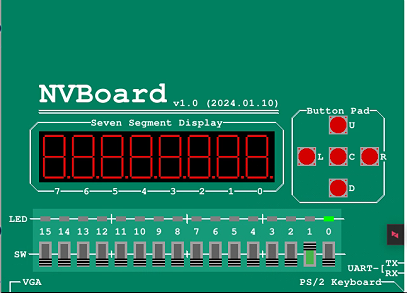 NVBoard v1.0 (2024.01.10)
Button Pad
Seven Segment Display
U
L C R
D
7 6 5 4 3 2 1 0
LED
15 14 13 12 11 10 9 8 7 6 5 4 3 2 1 0
SW
UART-[ TX
RX
VGA
PS/2 Keyboard